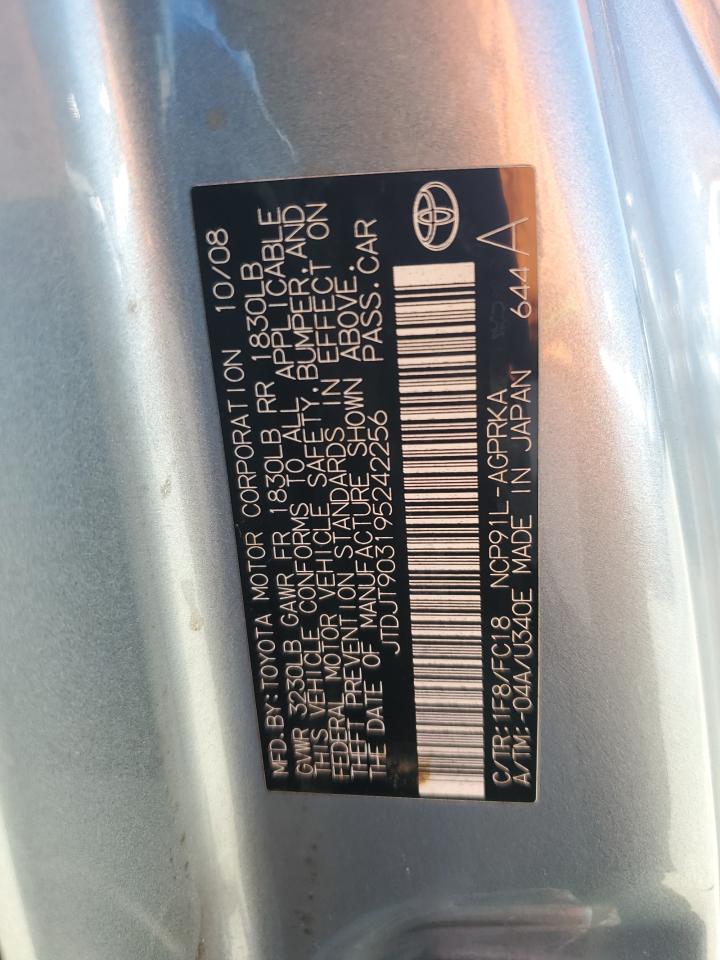 MFD.BY:TOYOTA MOTOR CORPORATION 10/08
GVWR 3230LB GAWR FR 1830LB RR 1830LB
THIS VEHICLE CONFORMS TO ALL APPLICABLE
FEDERAL MOTOR VEHICLE SAFETY,BUMPER,AND
THEFT PREVENTION STANDARDS IN EFFECT ON
THE DATE OF MANUFACTURE SHOWN ABOVE.
JTDJT903195242256 PASS.CAR
C/TR:1F8/FC18 NCP91L-AGPRKA
A/TM:-04A/U340E MADE IN JAPAN 644 A